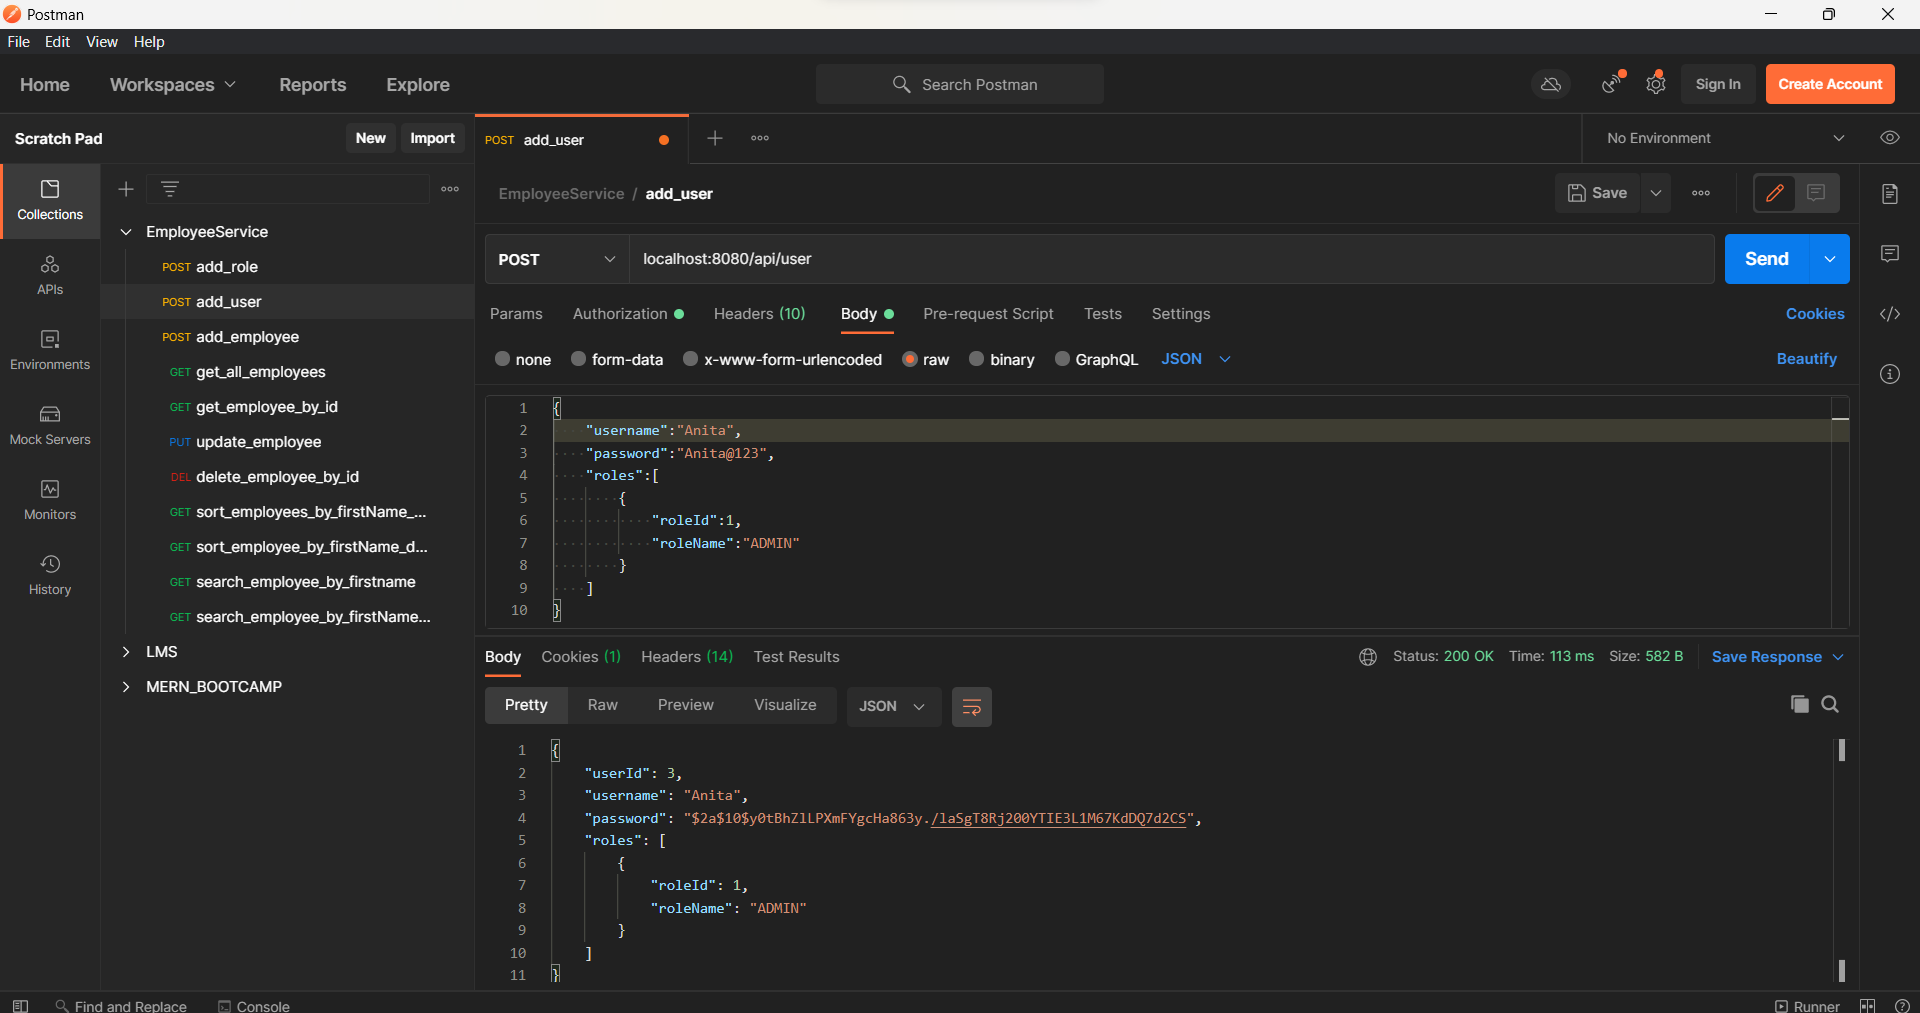 Postman
File Edit View Help
Home Workspaces Reports Explore Search Postman Sign In Create Account
Scratch Pad New Import POST add_user No Environment
Collections
APIs
Environments
Mock Servers
Monitors
History
EmployeeService
POST add_role
POST add_user
POST add_employee
GET get_all_employees
GET get_employee_by_id
PUT update_employee
DEL delete_employee_by_id
GET sort_employees_by_firstName_...
GET sort_employee_by_firstName_d...
GET search_employee_by_firstname
GET search_employee_by_firstName...
LMS
MERN_BOOTCAMP
EmployeeService / add_user Save
POST localhost:8080/api/user Send
Params Authorization Headers (10) Body Pre-request Script Tests Settings Cookies
none form-data x-www-form-urlencoded raw binary GraphQL JSON Beautify
1 {
2 "username":"Anita",
3 "password":"Anita@123",
4 "roles":[
5 {
6 "roleId":1,
7 "roleName":"ADMIN"
8 }
9 ]
10 }
Body Cookies (1) Headers (14) Test Results Status: 200 OK Time: 113 ms Size: 582 B Save Response
Pretty Raw Preview Visualize JSON
1 {
2 "userId": 3,
3 "username": "Anita",
4 "password": "$2a$10$y0tBhZlLPXmFYgcHa863y./laSgT8Rj200YTIE3L1M67KdDQ7d2CS",
5 "roles": [
6 {
7 "roleId": 1,
8 "roleName": "ADMIN"
9 }
10 ]
11 }
Find and Replace Console Runner